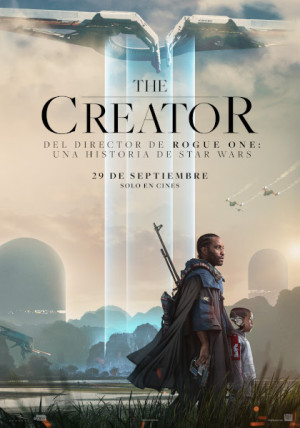 THE
CREATOR
DEL DIRECTOR DE ROGUE ONE:
UNA HISTORIA DE STAR WARS
29 DE SEPTIEMBRE
SOLO EN CINES